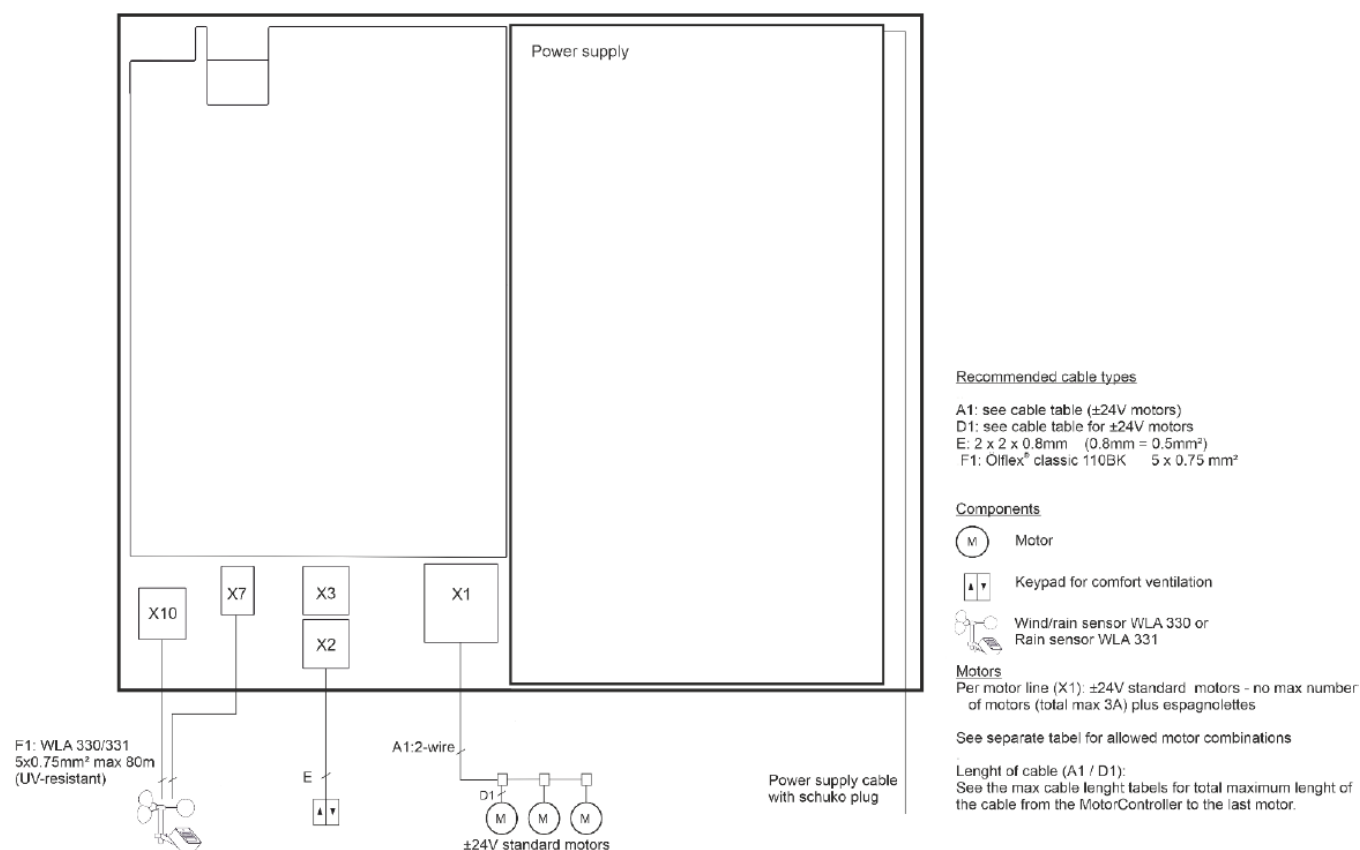 Power supply
X10
X7
X3
X2
X1
F1: WLA 330/331
5x0.75mm² max 80m
(UV-resistant)
E
A1:2-wire
D1
M
M
M
±24V standard motors
Power supply cable
with schuko plug
Recommended cable types
A1: see cable table (±24V motors)
D1: see cable table for ±24V motors
E: 2 x 2 x 0.8mm (0.8mm = 0.5mm²)
F1: Ölflex® classic 110BK 5 x 0.75 mm²
Components
M Motor
Keypad for comfort ventilation
Wind/rain sensor WLA 330 or
Rain sensor WLA 331
Motors
Per motor line (X1): ±24V standard motors - no max number
of motors (total max 3A) plus espagnolettes
See separate tabel for allowed motor combinations
Lenght of cable (A1 / D1):
See the max cable lenght tabels for total maximum lenght of
the cable from the MotorController to the last motor.